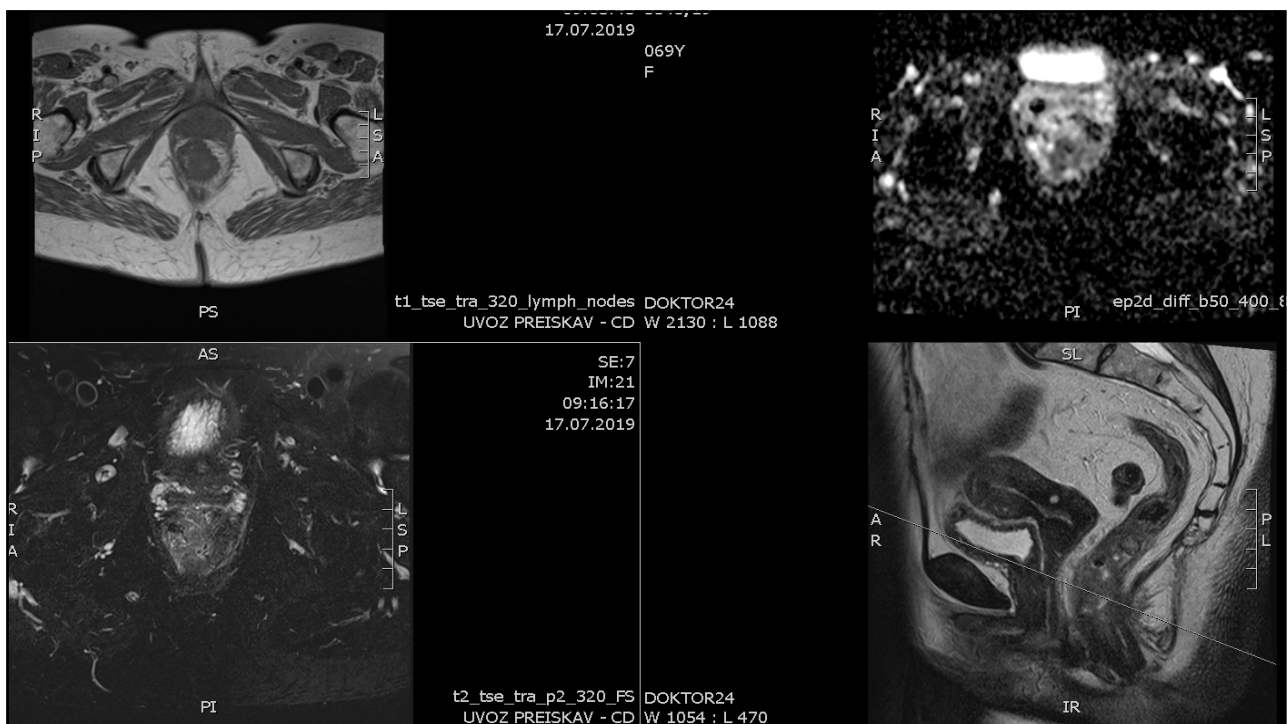 17.07.2019
069Y
F
R
I
P
L
S
A
R
I
A
L
S
P
PS
t1_tse_tra_320_lymph_nodes
UVOZ PREISKAV - CD
DOKTOR24
W 2130 : L 1088
PI
ep2d_diff_b50_400_
AS
SE:7
IM:21
09:16:17
17.07.2019
SL
R
I
A
L
S
P
A
R
P
L
PI
t2_tse_tra_p2_320_FS
UVOZ PREISKAV - CD
DOKTOR24
W 1054 : L 470
IR